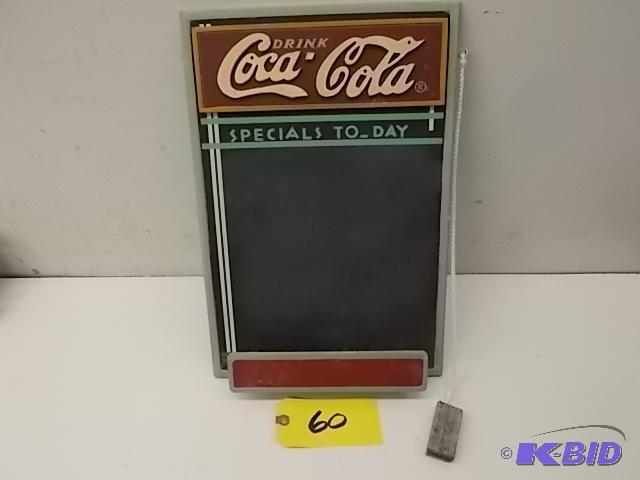 DRINK
Coca-Cola ®
SPECIALS TO-DAY
60
© K-BID